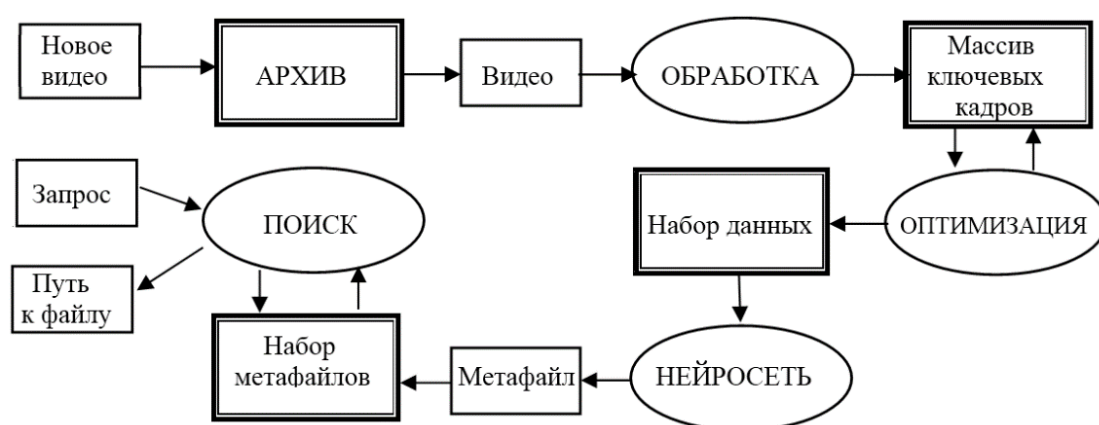 Новое
видео
АРХИВ
Видео
ОБРАБОТКА
Массив
ключевых
кадров
Запрос
ПОИСК
Набор данных
ОПТИМИЗАЦИЯ
Путь
к файлу
Набор
метафайлов
Метафайл
НЕЙРОСЕТЬ